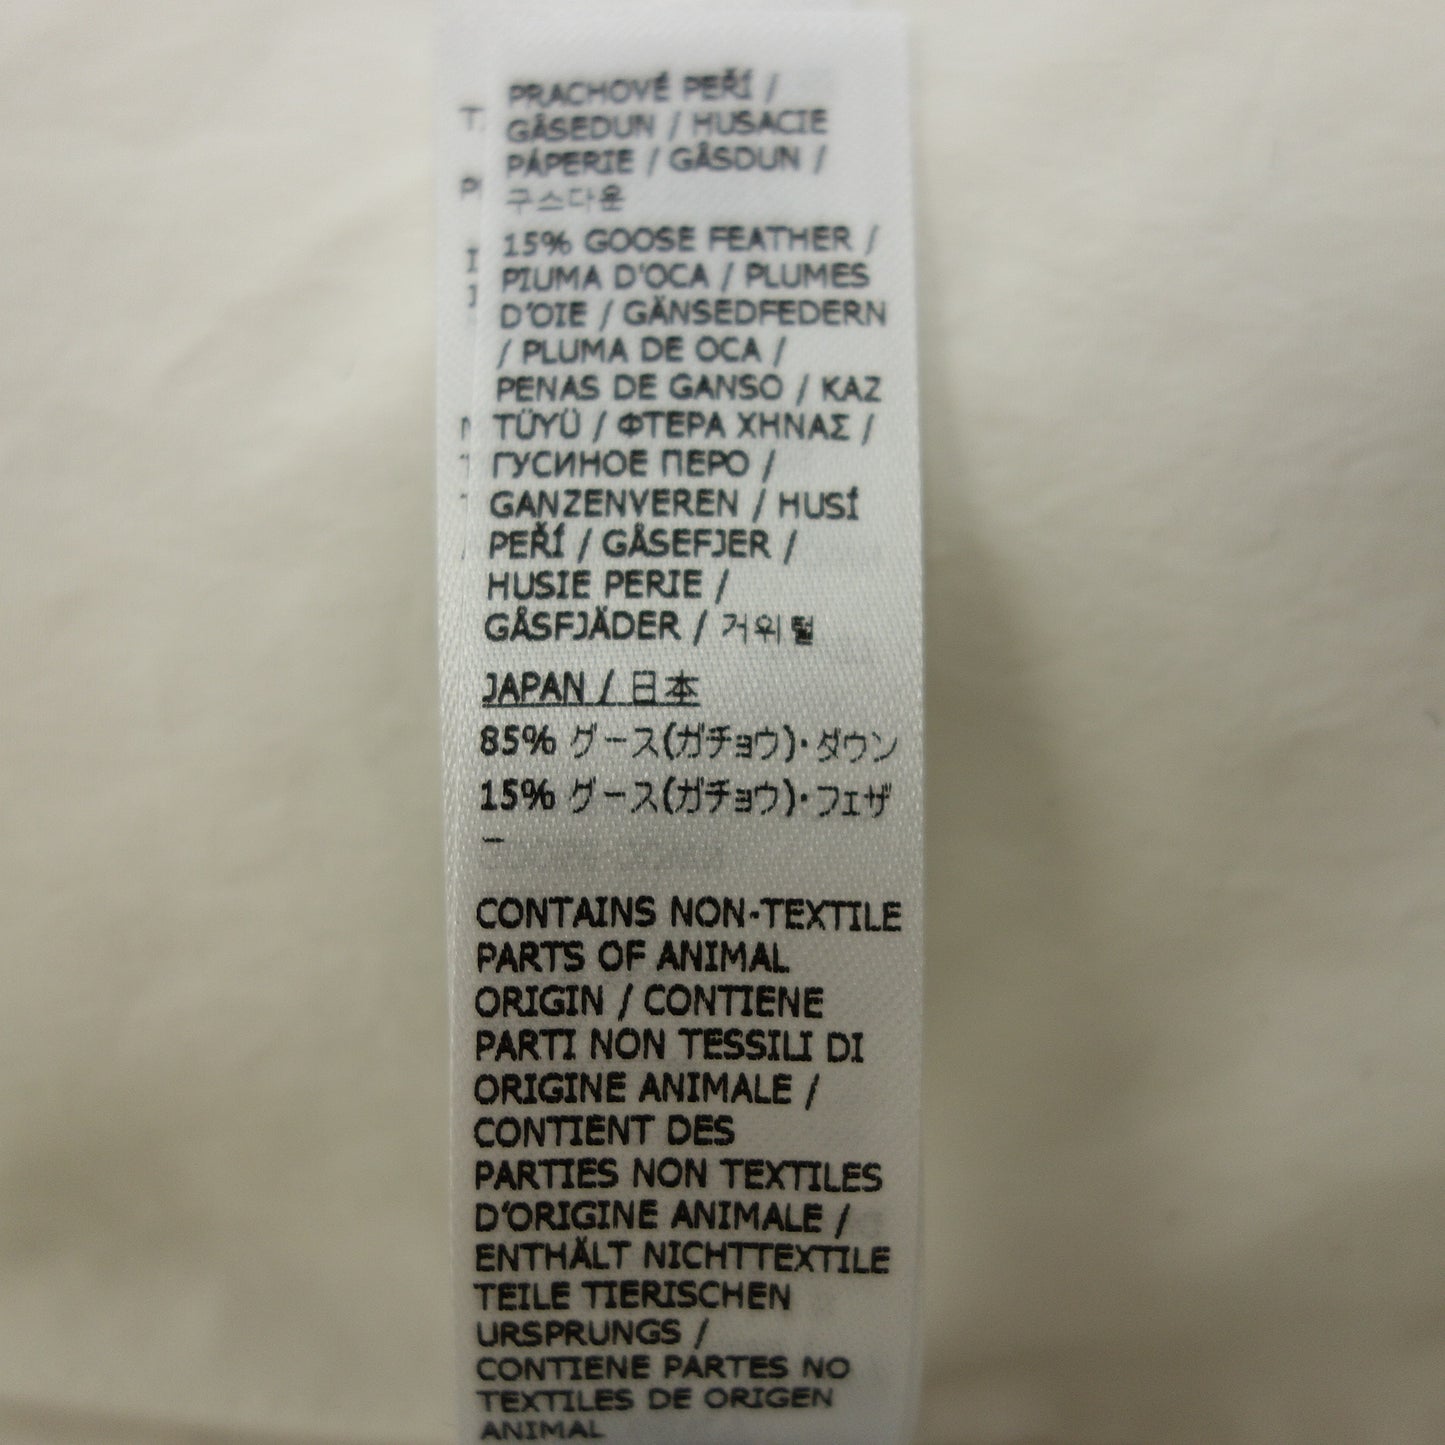 PRACHOVÉ PEŘÍ /
GÅSEDUN / HUSACIE
PÁPERIE / GÅSDUN /
구스다운
15% GOOSE FEATHER /
PIUMA D'OCA / PLUMES
D'OIE / GÄNSEDFEDERN
/ PLUMA DE OCA /
PENAS DE GANSO / KAZ
TÜYÜ / ΦΤΕΡΑ ΧΗΝΑΣ /
ГУСИНОЕ ПЕРО /
GANZENVEREN / HUSÍ
PEŘÍ / GÅSEFJER /
HUSIE PERIE /
GÅSFJÄDER / 거위털
JAPAN / 日本
85% グース(ガチョウ)・ダウン
15% グース(ガチョウ)・フェザ
ー
CONTAINS NON-TEXTILE
PARTS OF ANIMAL
ORIGIN / CONTIENE
PARTI NON TESSILI DI
ORIGINE ANIMALE /
CONTIENT DES
PARTIES NON TEXTILES
D'ORIGINE ANIMALE /
ENTHÄLT NICHTTEXTILE
TEILE TIERISCHEN
URSPRUNGS /
CONTIENE PARTES NO
TEXTILES DE ORIGEN
ANIMAL